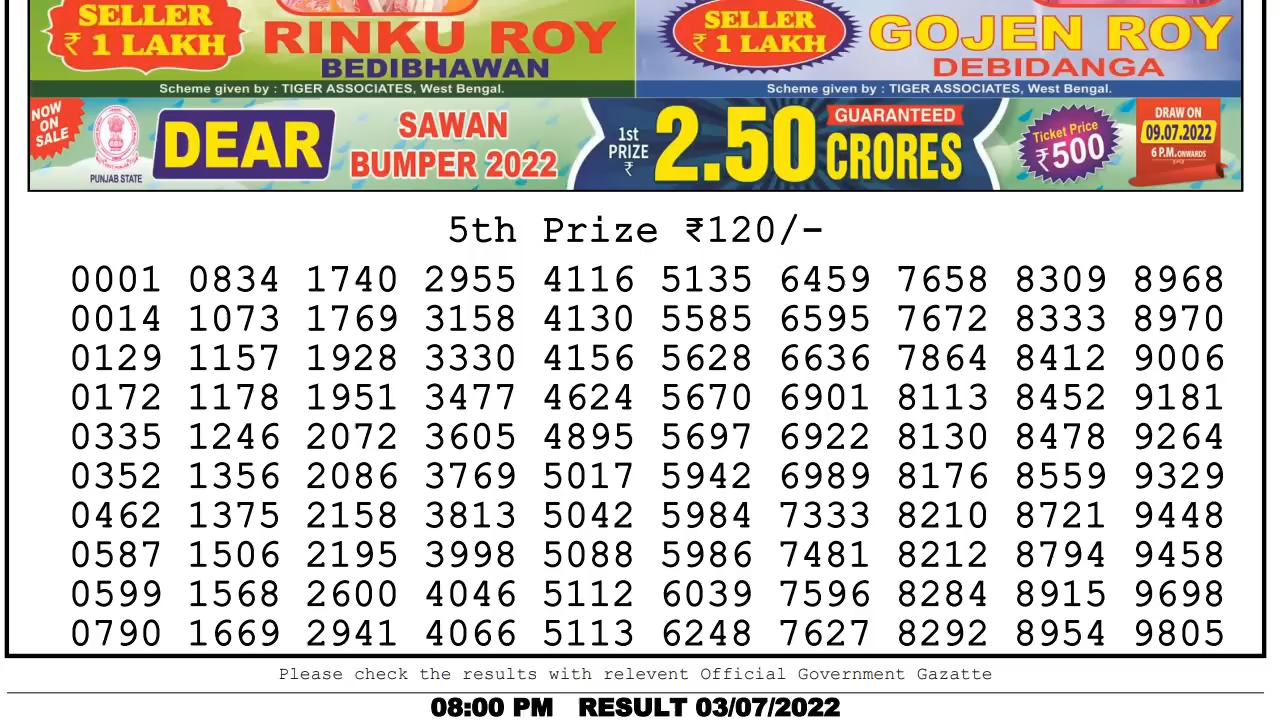 SELLER
₹ 1 LAKH
RINKU ROY
BEDIBHAWAN
Scheme given by : TIGER ASSOCIATES, West Bengal.
SELLER
₹ 1 LAKH
GOJEN ROY
DEBIDANGA
Scheme given by : TIGER ASSOCIATES, West Bengal.
NOW
ON
SALE
PUNJAB STATE
DEAR
SAWAN
BUMPER 2022
1st
PRIZE
₹
2.50
GUARANTEED
CRORES
Ticket Price
₹500
DRAW ON
09.07.2022
6 P.M. ONWARDS
5th Prize ₹120/-
0001 0834 1740 2955 4116 5135 6459 7658 8309 8968
0014 1073 1769 3158 4130 5585 6595 7672 8333 8970
0129 1157 1928 3330 4156 5628 6636 7864 8412 9006
0172 1178 1951 3477 4624 5670 6901 8113 8452 9181
0335 1246 2072 3605 4895 5697 6922 8130 8478 9264
0352 1356 2086 3769 5017 5942 6989 8176 8559 9329
0462 1375 2158 3813 5042 5984 7333 8210 8721 9448
0587 1506 2195 3998 5088 5986 7481 8212 8794 9458
0599 1568 2600 4046 5112 6039 7596 8284 8915 9698
0790 1669 2941 4066 5113 6248 7627 8292 8954 9805
Please check the results with relevent Official Government Gazatte
08:00 PM RESULT 03/07/2022